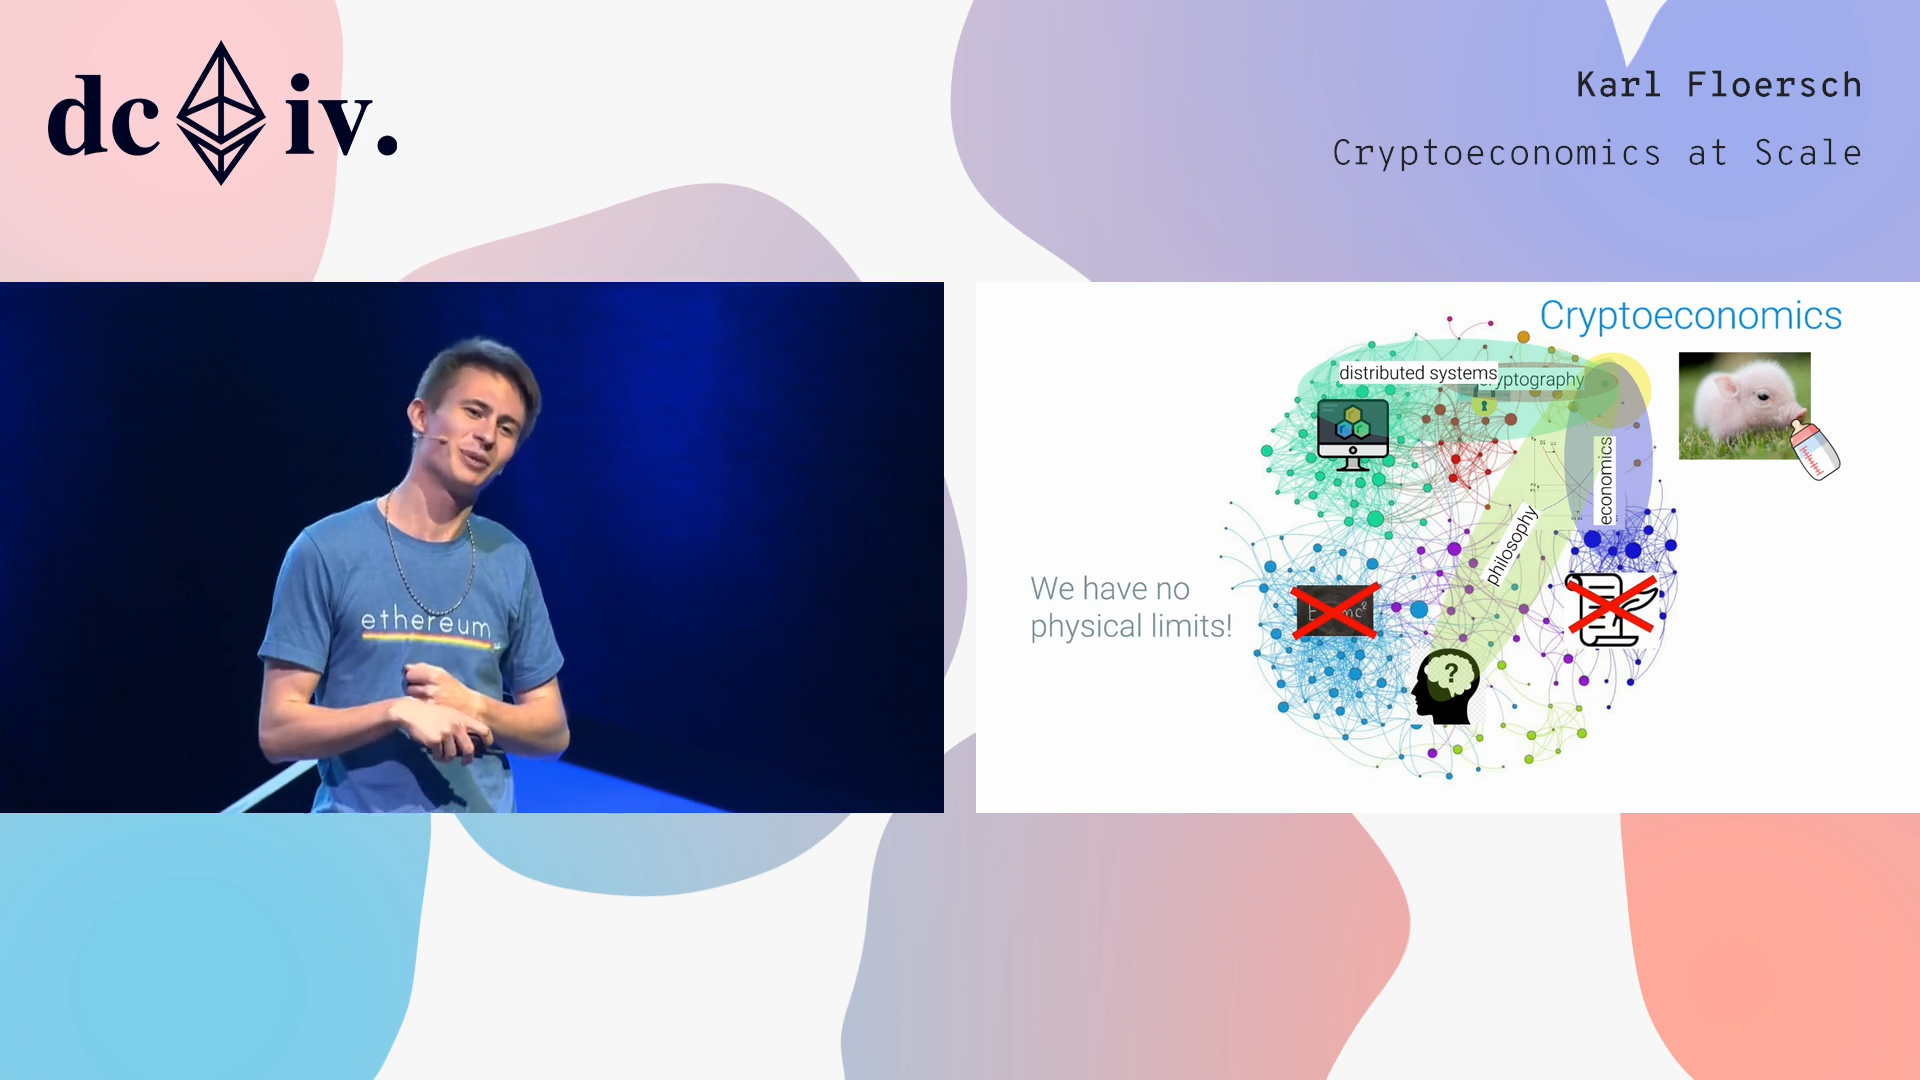 dc iv.
Karl Floersch
Cryptoeconomics at Scale
ethereum
Cryptoeconomics
distributed systems
cryptography
economics
philosophy
We have no
physical limits!
?